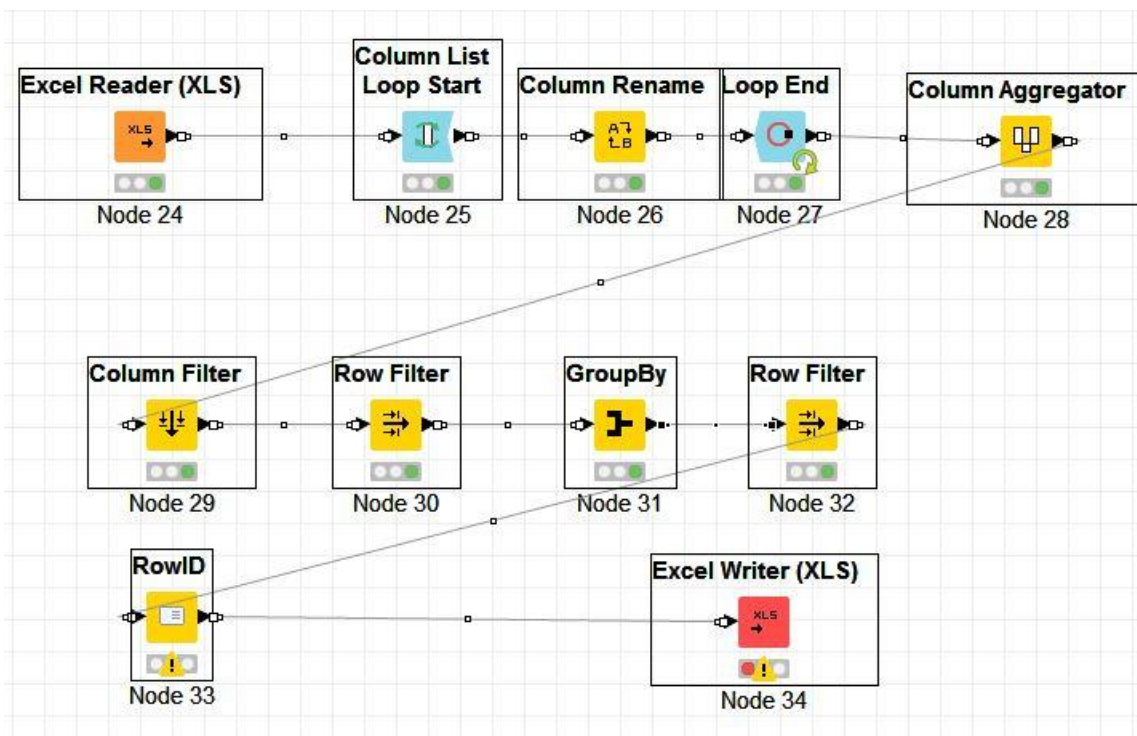 Column List
Excel Reader (XLS) Loop Start Column Rename Loop End Column Aggregator
XLS A B
Node 24 Node 25 Node 26 Node 27 Node 28
Column Filter Row Filter GroupBy Row Filter
Node 29 Node 30 Node 31 Node 32
RowID Excel Writer (XLS)
XLS
Node 33 Node 34